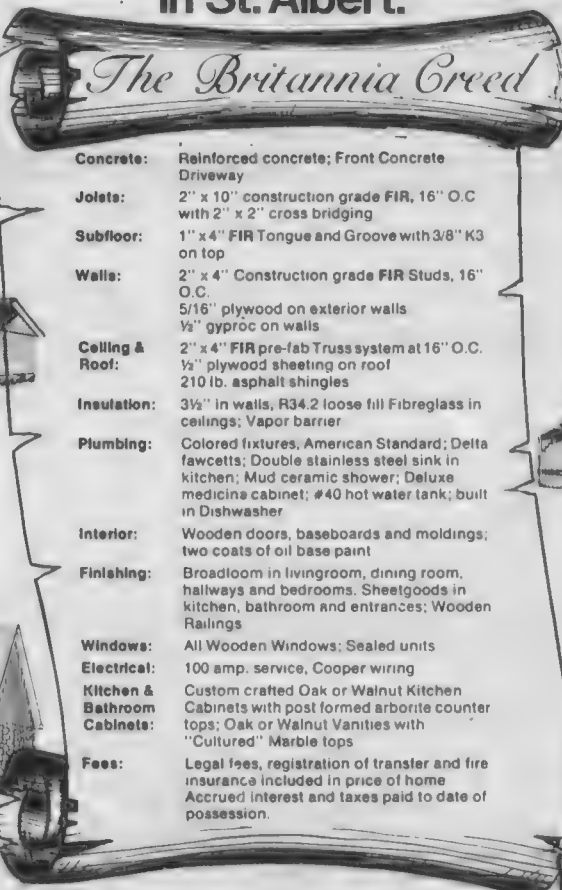 in St. Albert.
The Britannia Creed
Concrete: Reinforced concrete; Front Concrete
Driveway
Joists: 2" x 10" construction grade FIR, 16" O.C
with 2" x 2" cross bridging
Subfloor: 1" x 4" FIR Tongue and Groove with 3/8" K3
on top
Walls: 2" x 4" Construction grade FIR Studs, 16"
O.C.
5/16" plywood on exterior walls
½" gyproc on walls
Ceiling & 2" x 4" FIR pre-fab Truss system at 16" O.C.
Roof: ½" plywood sheeting on roof
210 lb. asphalt shingles
Insulation: 3½" in walls, R34.2 loose fill Fibreglass in
ceilings; Vapor barrier
Plumbing: Colored fixtures, American Standard; Delta
fawcetts; Double stainless steel sink in
kitchen; Mud ceramic shower; Deluxe
medicine cabinet; #40 hot water tank; built
in Dishwasher
Interior: Wooden doors, baseboards and moldings;
two coats of oil base paint
Finishing: Broadloom in livingroom, dining room,
hallways and bedrooms. Sheetgoods in
kitchen, bathroom and entrances; Wooden
Railings
Windows: All Wooden Windows; Sealed units
Electrical: 100 amp. service, Cooper wiring
Kitchen & Custom crafted Oak or Walnut Kitchen
Bathroom Cabinets with post formed arborite counter
Cabinets: tops; Oak or Walnut Vanities with
"Cultured" Marble tops
Fees: Legal fees, registration of transfer and fire
insurance included in price of home
Accrued interest and taxes paid to date of
possession.